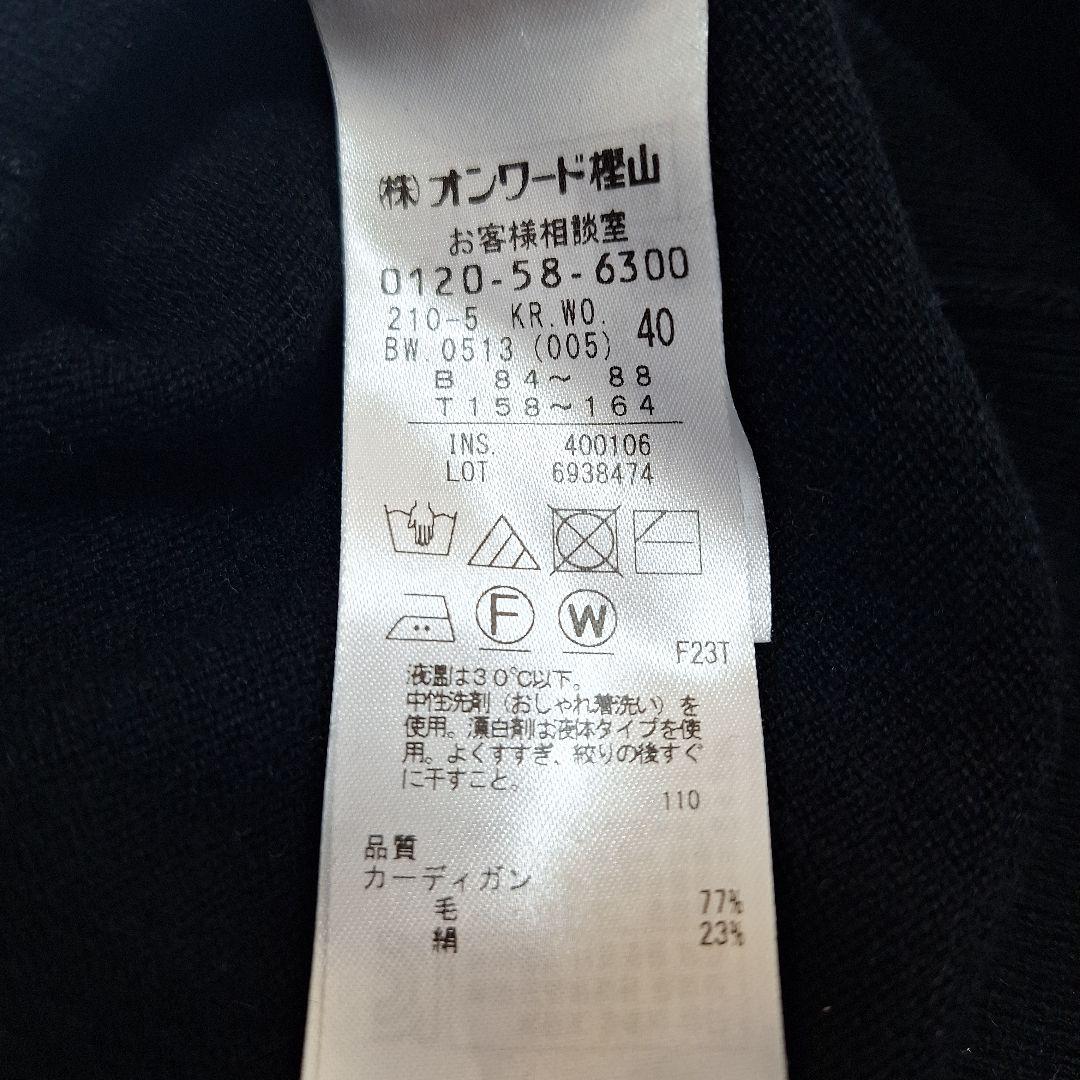 ㈱オンワード樫山
お客様相談室
0120-58-6300
210-5 KR.WO. 40
BW.0513 (005)
B 84～ 88
T158～164
INS. 400106
LOT 6938474
F W
F23T
液温は30℃以下。
中性洗剤（おしゃれ着洗い）を
使用。漂白剤は液体タイプを使
用。よくすすぎ、絞りの後すぐ
に干すこと。
110
品質
カーディガン
毛 77%
絹 23%